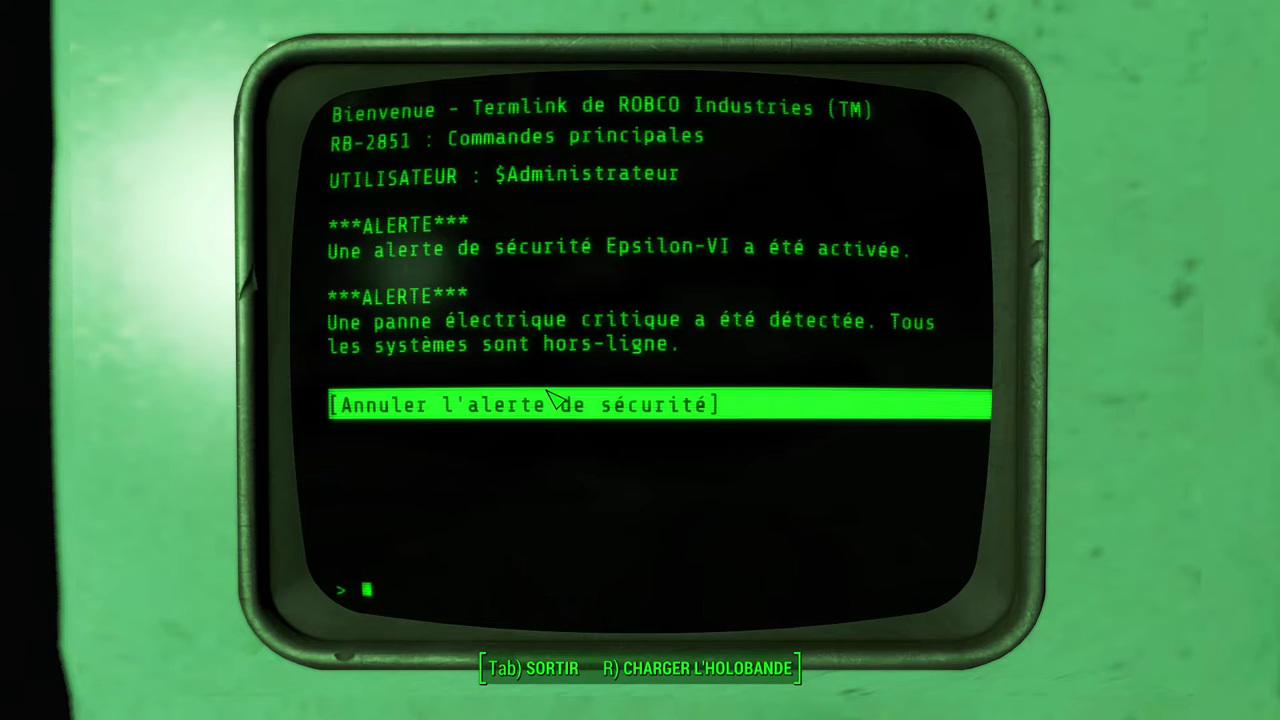 Bienvenue - Termlink de ROBCO Industries (TM)
RB-2851 : Commandes principales
UTILISATEUR : $Administrateur
***ALERTE***
Une alerte de sécurité Epsilon-VI a été activée.
***ALERTE***
Une panne électrique critique a été détectée. Tous
les systèmes sont hors-ligne.
[Annuler l'alerte de sécurité]
>
[Tab) SORTIR R) CHARGER L'HOLOBANDE]